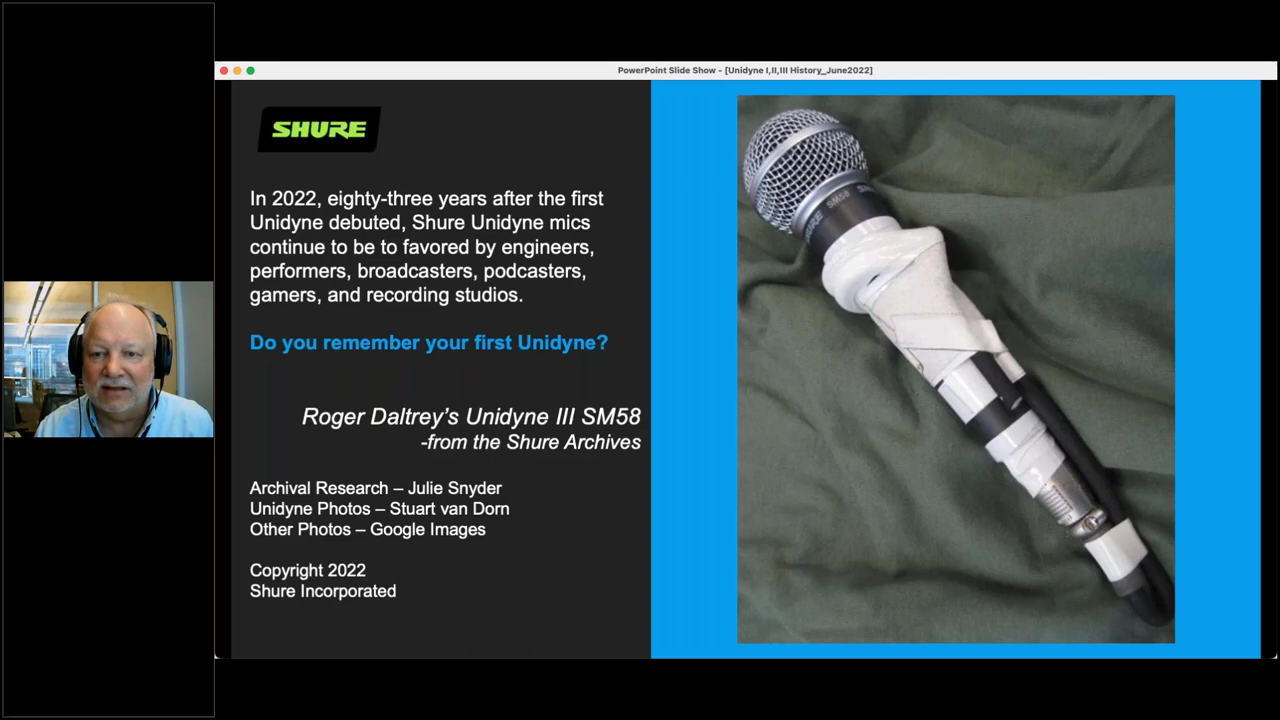 PowerPoint Slide Show - [Unidyne I,II,III History_June2022]
SHURE
In 2022, eighty-three years after the first
Unidyne debuted, Shure Unidyne mics
continue to be to favored by engineers,
performers, broadcasters, podcasters,
gamers, and recording studios.
Do you remember your first Unidyne?
Roger Daltrey’s Unidyne III SM58
-from the Shure Archives
Archival Research – Julie Snyder
Unidyne Photos – Stuart van Dorn
Other Photos – Google Images
Copyright 2022
Shure Incorporated
SHURE SM58